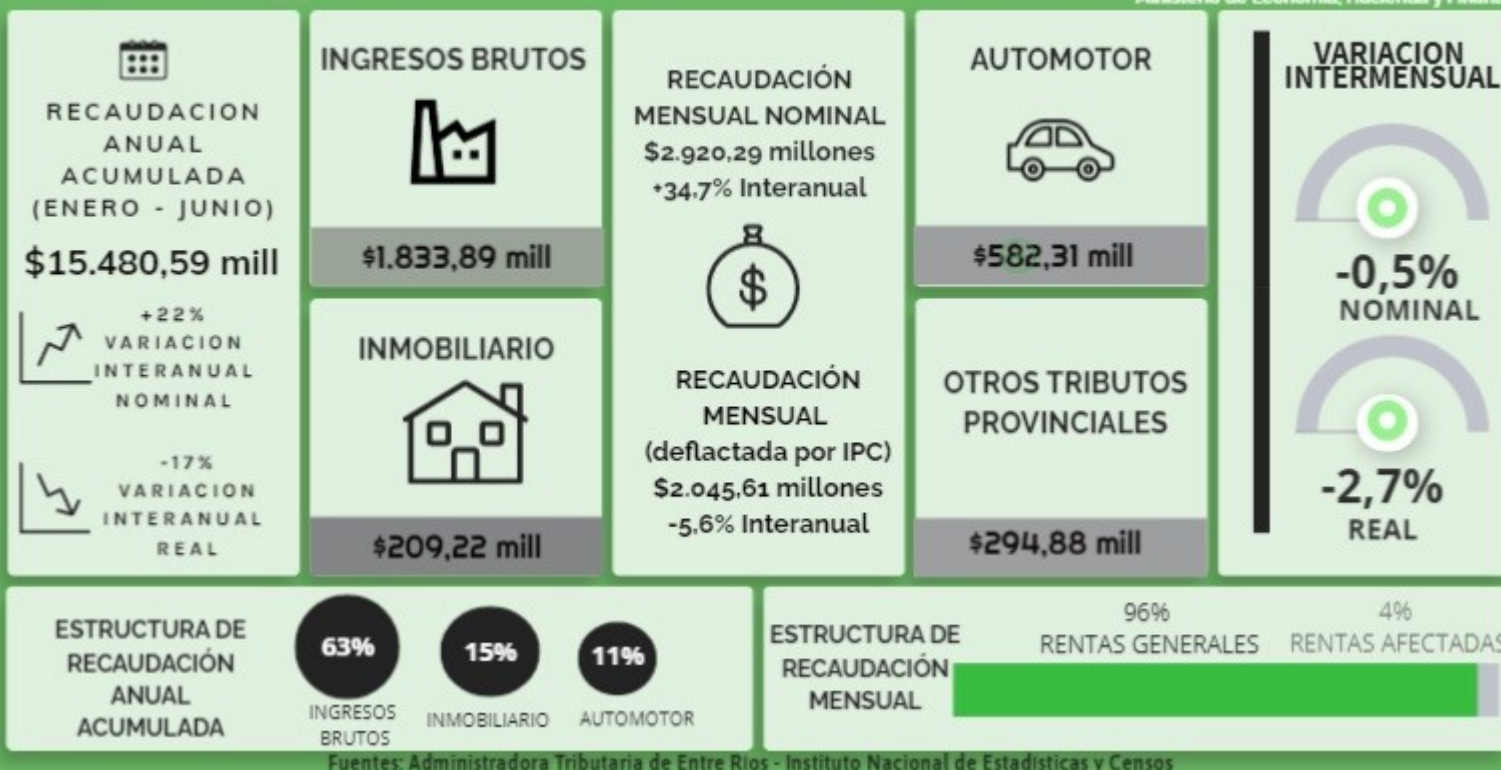 Ministerio de Economía, Hacienda y
RECAUDACION
ANUAL
ACUMULADA
(ENERO - JUNIO)
$15.480,59 mill
+22%
VARIACION
INTERANUAL
NOMINAL
-17%
VARIACION
INTERANUAL
REAL
INGRESOS BRUTOS
$1.833,89 mill
INMOBILIARIO
$209,22 mill
RECAUDACIÓN
MENSUAL NOMINAL
$2.920,29 millones
+34,7% Interanual
$
RECAUDACIÓN
MENSUAL
(deflactada por IPC)
$2.045,61 millones
-5,6% Interanual
AUTOMOTOR
$582,31 mill
OTROS TRIBUTOS
PROVINCIALES
$294,88 mill
VARIACION
INTERMENSUAL
-0,5%
NOMINAL
-2,7%
REAL
ESTRUCTURA DE
RECAUDACIÓN
ANUAL
ACUMULADA
63%
INGRESOS
BRUTOS
15%
INMOBILIARIO
11%
AUTOMOTOR
ESTRUCTURA DE
RECAUDACIÓN
MENSUAL
96%
RENTAS GENERALES
4%
RENTAS AFECTADAS
Fuentes: Administradora Tributaria de Entre Rios - Instituto Nacional de Estadisticas y Censos